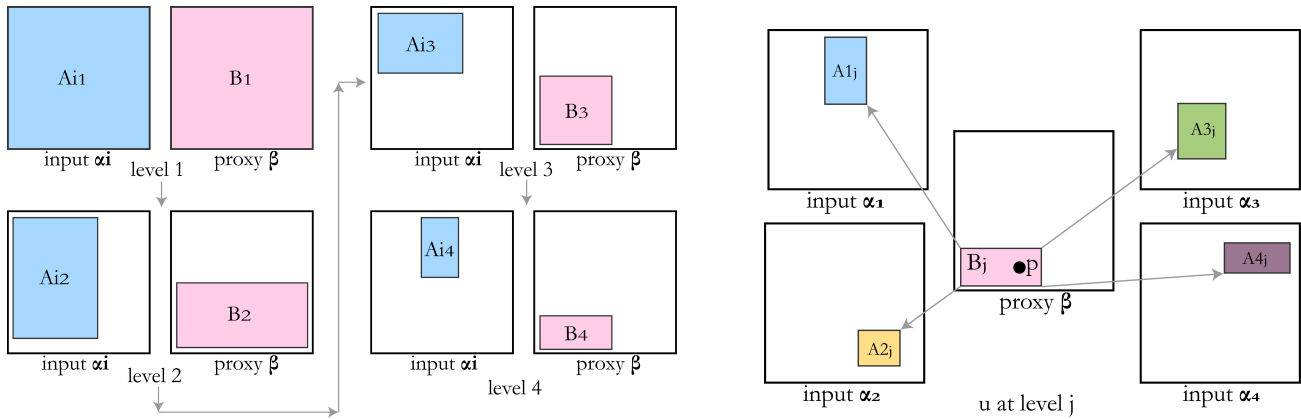 Ai1
B1
input αi
proxy β
level 1
Ai2
B2
input αi
proxy β
level 2
Ai3
B3
input αi
proxy β
level 3
Ai4
B4
input αi
proxy β
level 4
A1j
input α1
A3j
input α3
Bj
p
proxy β
A2j
input α2
A4j
input α4
u at level j